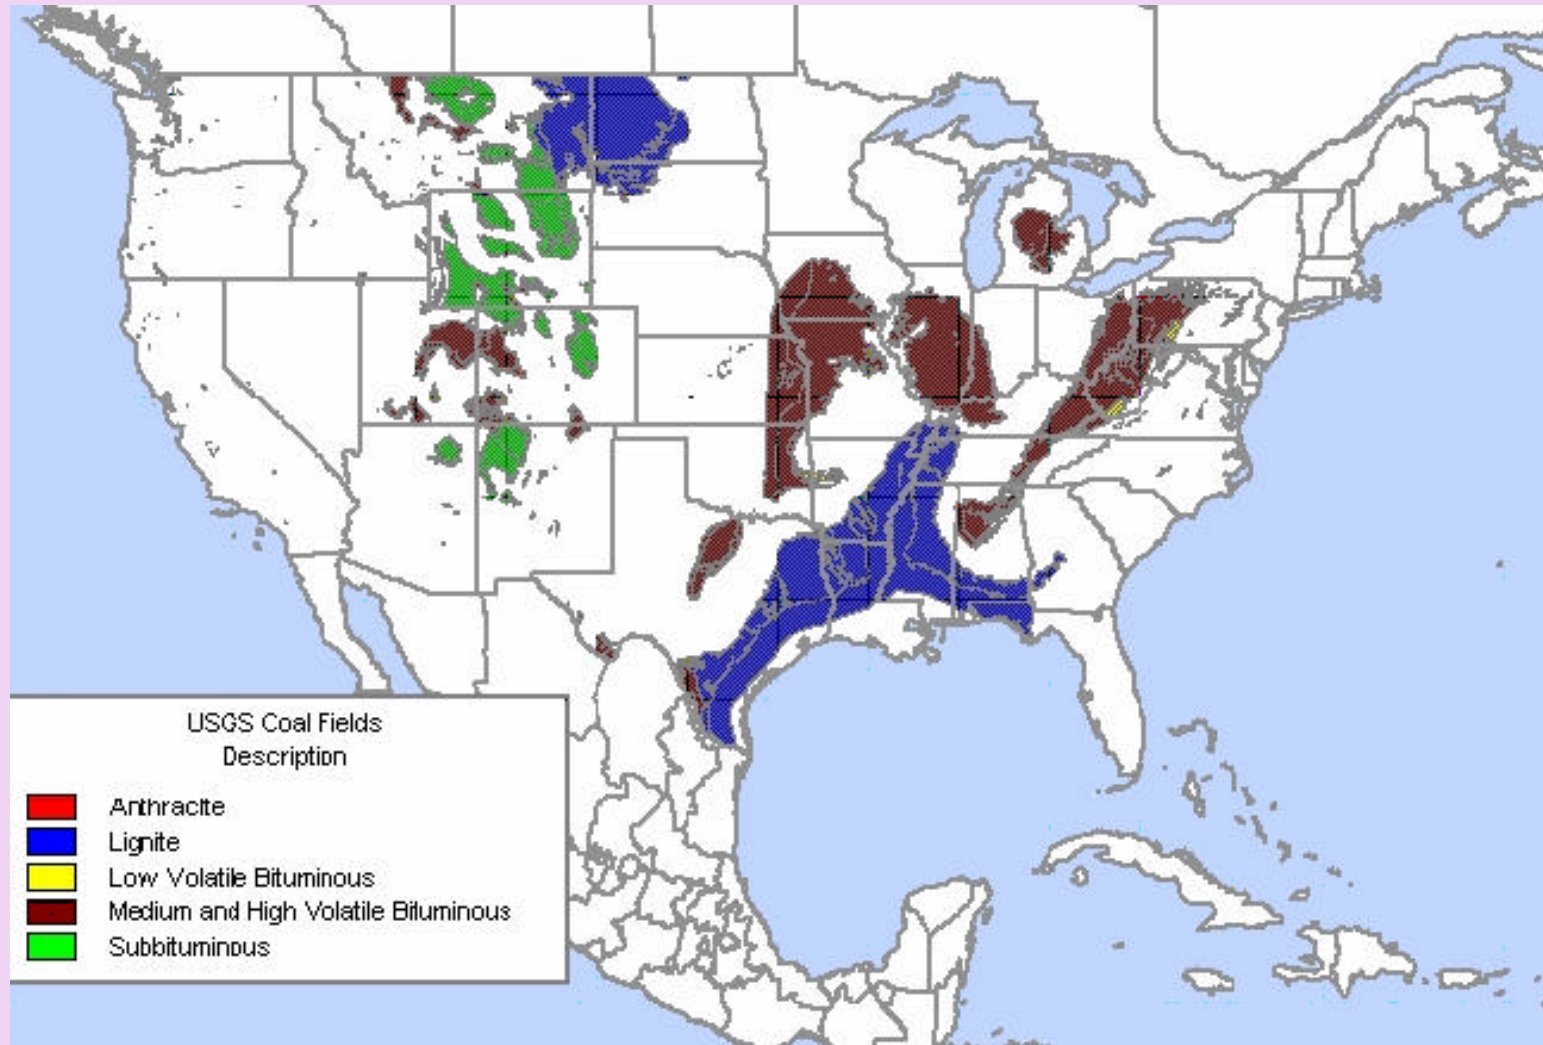 USGS Coal Fields
Description
Anthracite
Lignite
Low Volatile Bituminous
Medium and High Volatile Bituminous
Subbituminous